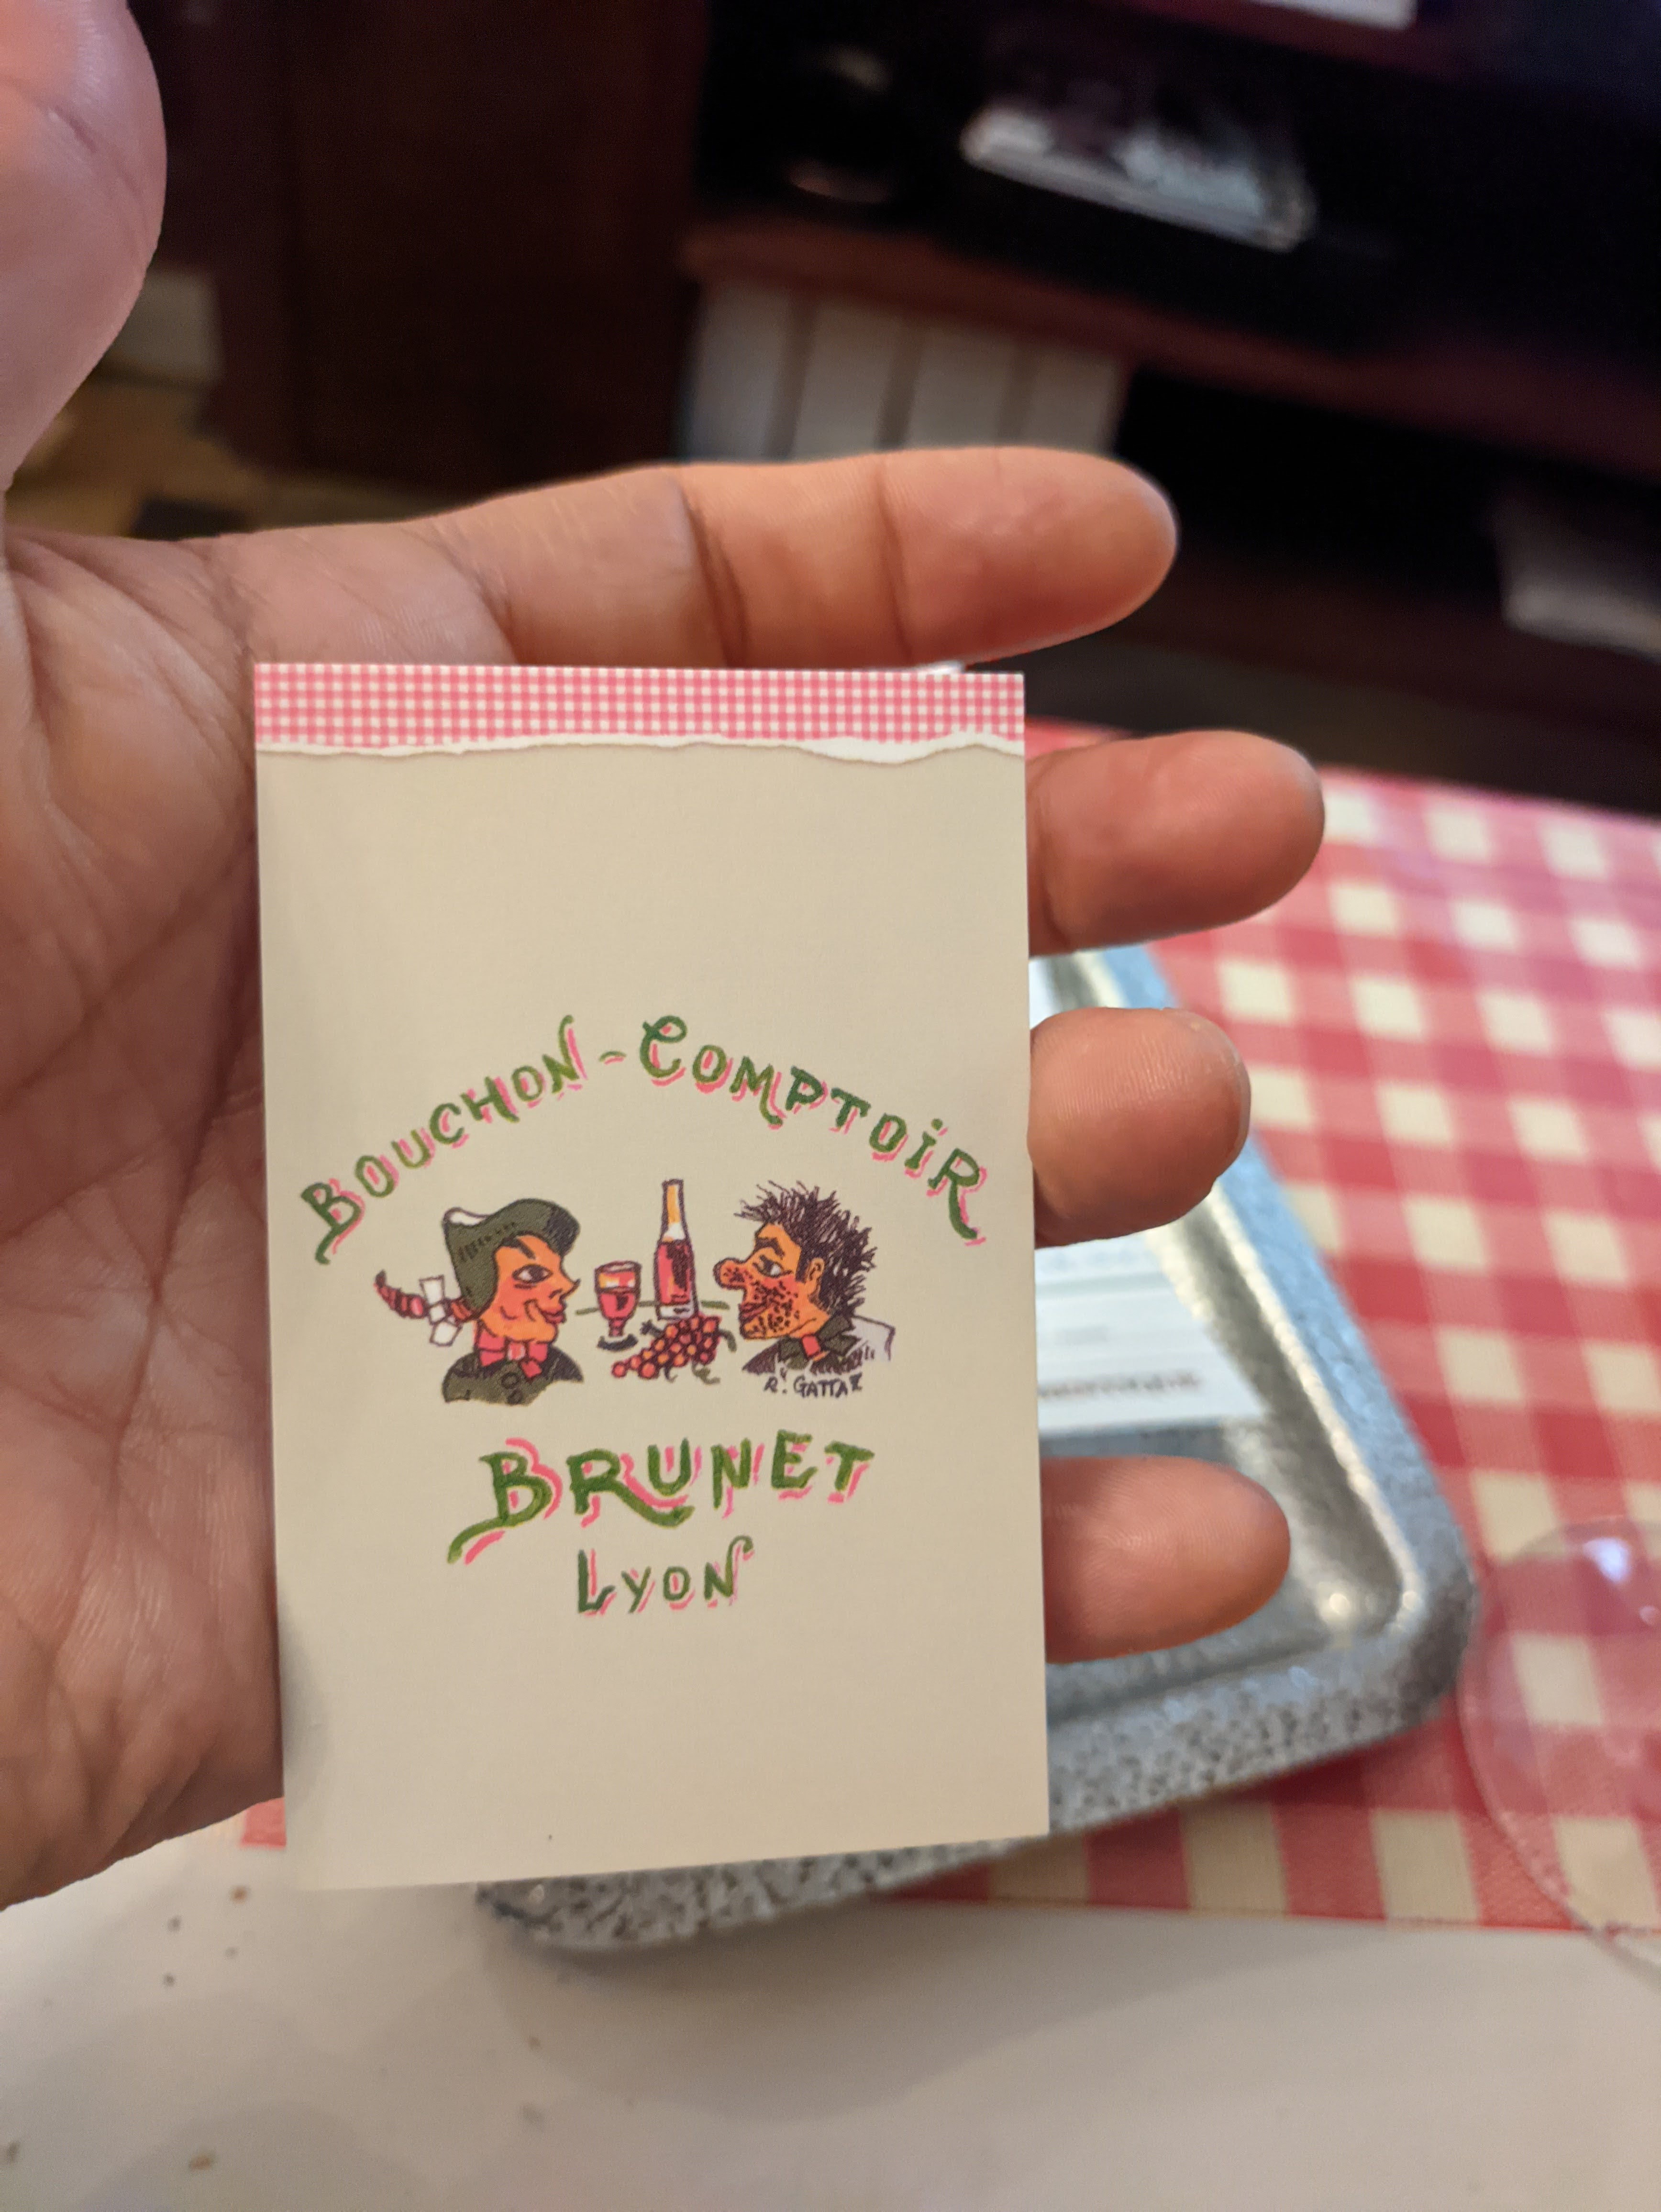 BOUCHON-COMPTOIR
R. GATTAZ
BRUNET
LYON